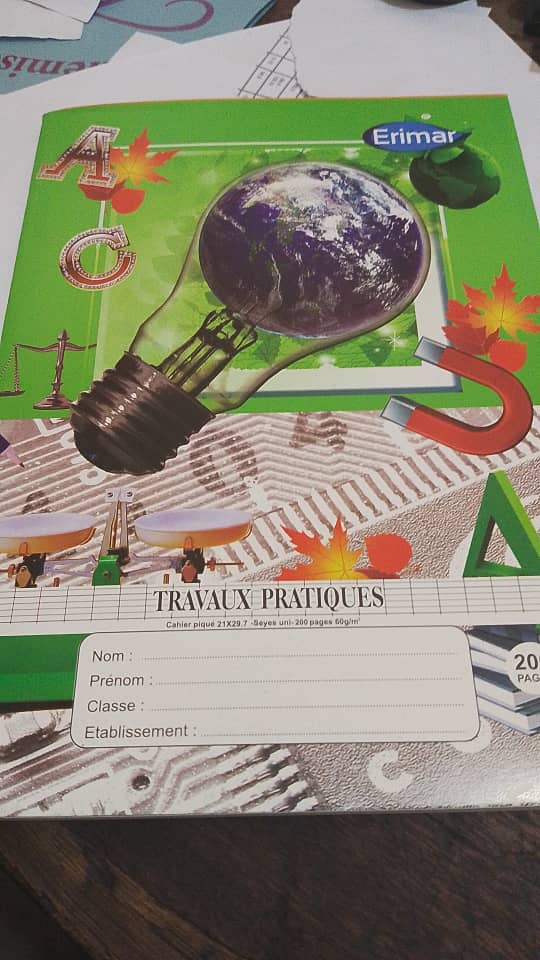 Erimar
A
C
TRAVAUX PRATIQUES
Cahier piqué 21X29.7 -Seyes uni- 200 pages 60g/m²
Nom :
Prénom :
Classe :
Etablissement :
C